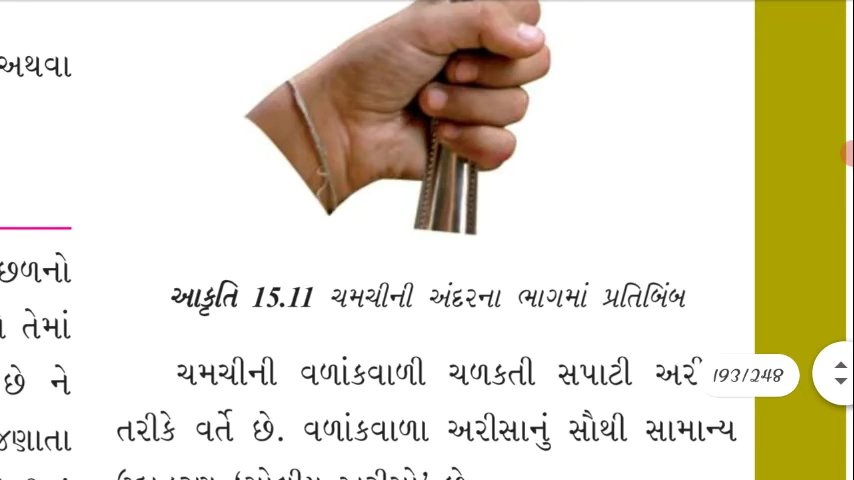 અથવા
છળનો
તેમાં
છે ને
જણાતા
આકૃતિ 15.11 ચમચીની અંદરના ભાગમાં પ્રતિબિંબ
ચમચીની વળાંકવાળી ચળકતી સપાટી
193/248
તરીકે વર્તે છે. વળાંકવાળા અરીસાનું સૌથી સામાન્ય